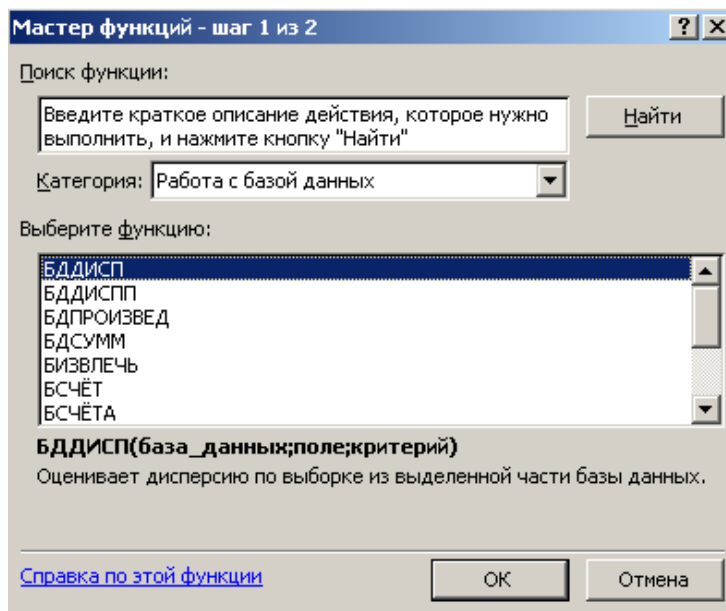 Мастер функций - шаг 1 из 2
Поиск функции:
Введите краткое описание действия, которое нужно
выполнить, и нажмите кнопку "Найти"
Найти
Категория: Работа с базой данных
Выберите функцию:
БДДИСП
БДДИСПП
БДПРОИЗВЕД
БДСУММ
БИЗВЛЕЧЬ
БСЧЁТ
БСЧЁТА
БДДИСП(база_данных;поле;критерий)
Оценивает дисперсию по выборке из выделенной части базы данных.
Справка по этой функции
ОК
Отмена